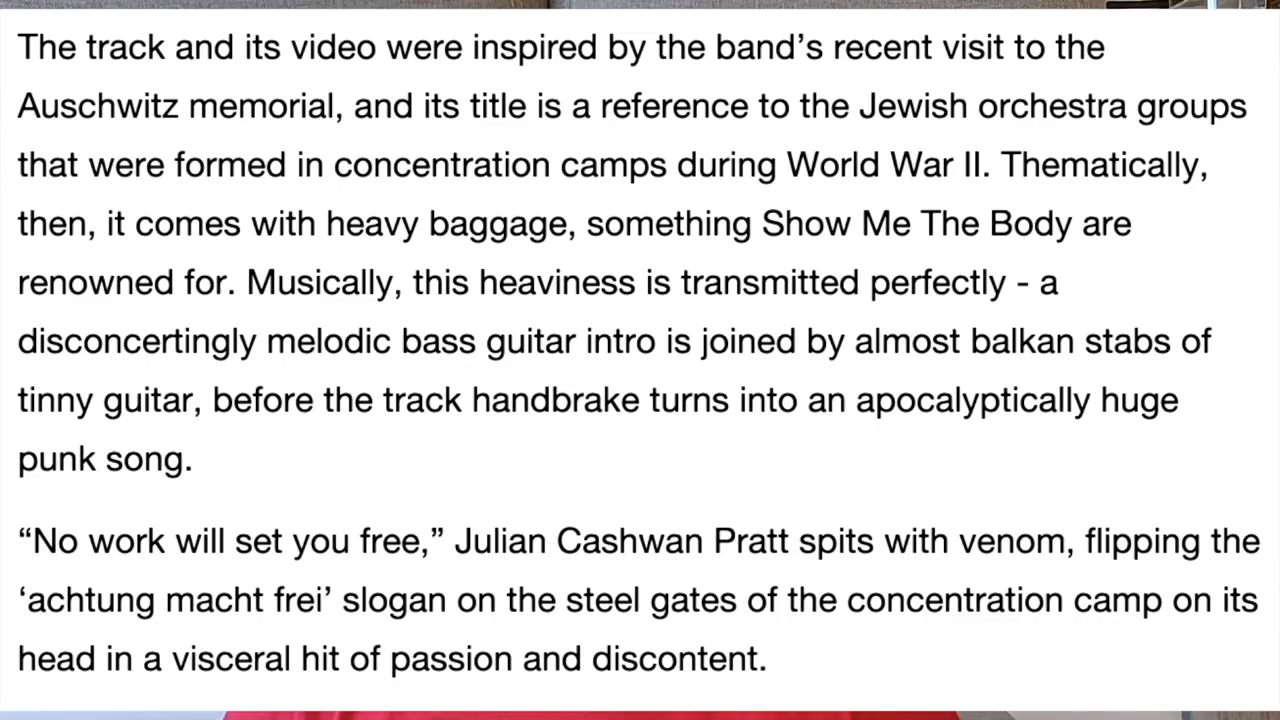 The track and its video were inspired by the band’s recent visit to the
Auschwitz memorial, and its title is a reference to the Jewish orchestra groups
that were formed in concentration camps during World War II. Thematically,
then, it comes with heavy baggage, something Show Me The Body are
renowned for. Musically, this heaviness is transmitted perfectly - a
disconcertingly melodic bass guitar intro is joined by almost balkan stabs of
tinny guitar, before the track handbrake turns into an apocalyptically huge
punk song.
“No work will set you free,” Julian Cashwan Pratt spits with venom, flipping the
‘achtung macht frei’ slogan on the steel gates of the concentration camp on its
head in a visceral hit of passion and discontent.